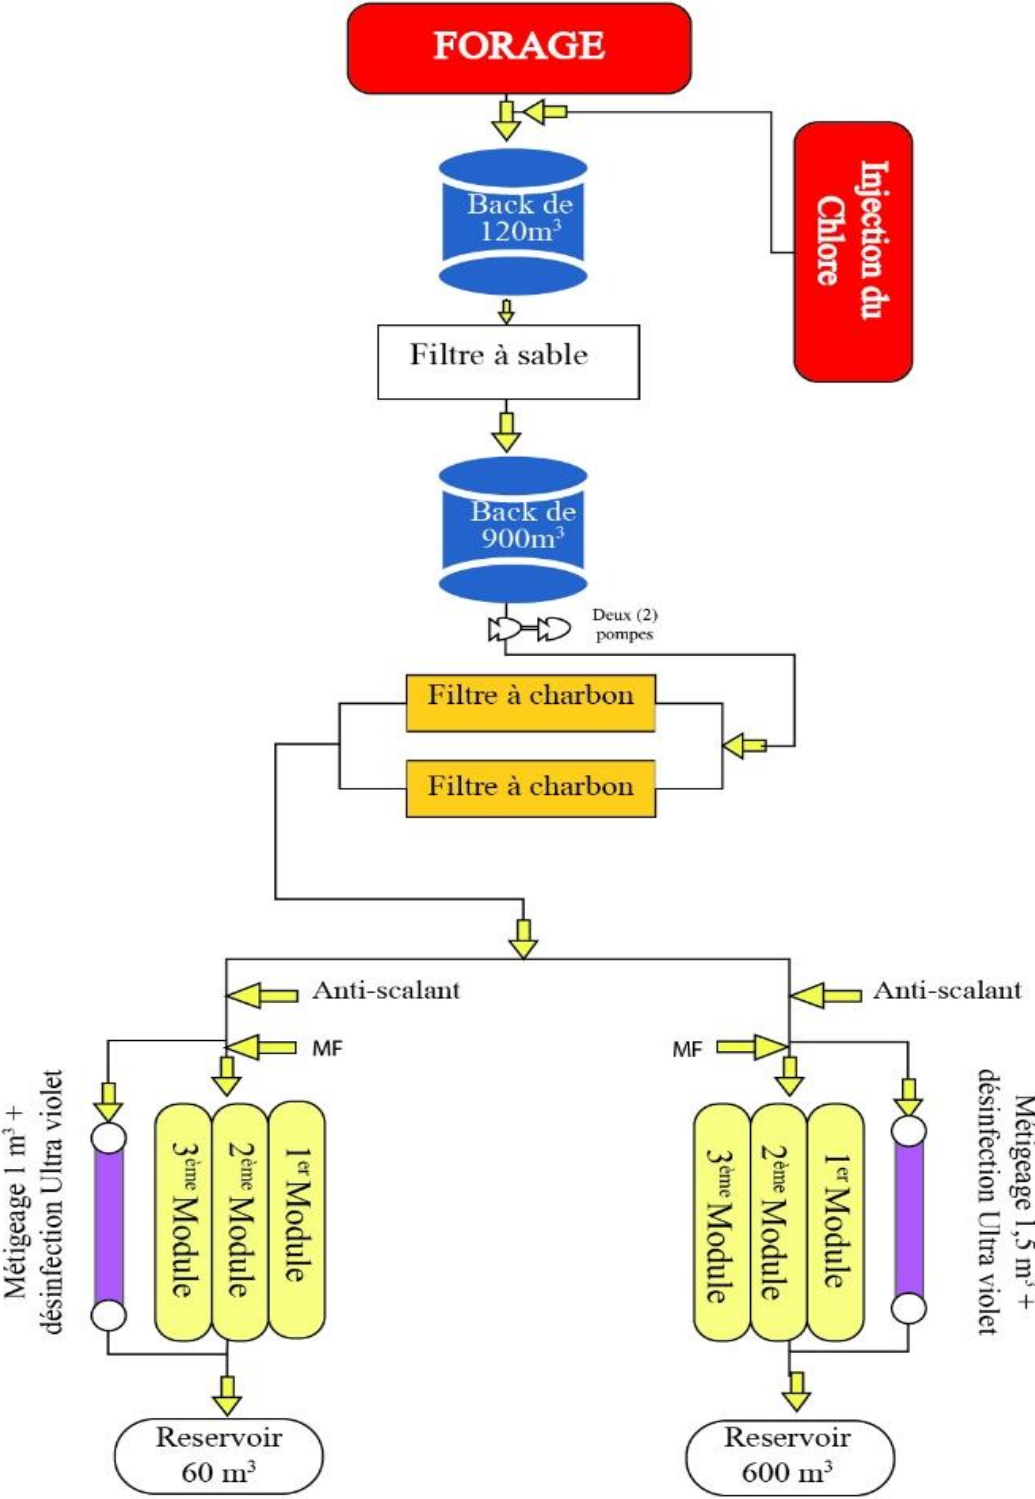 FORAGE
Injection du
Chlore
Back de
120m³
Filtre à sable
Back de
900m³
Deux (2)
pompes
Filtre à charbon
Filtre à charbon
Anti-scalant
Anti-scalant
MF
MF
Métigeage 1 m³ +
désinfection Ultra violet
3ème Module
2ème Module
1er Module
3ème Module
2ème Module
1er Module
Métigeage 1,5 m³ +
désinfection Ultra violet
Reservoir
60 m³
Reservoir
600 m³